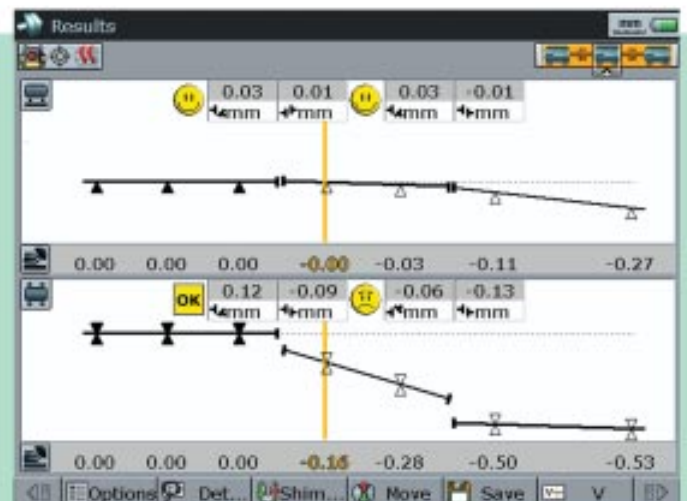 Results
mm
0.03 0.01 0.03 -0.01
mm mm mm mm
0.00 0.00 0.00 -0.00 -0.03 -0.11 -0.27
OK 0.12 -0.09 -0.06 -0.13
mm mm mm mm
0.00 0.00 0.00 -0.16 -0.28 -0.50 -0.53
Options Det... Shim... Move Save V